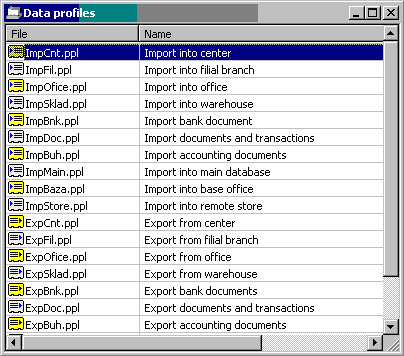 Data profiles
File Name
ImpCnt.ppl Import into center
ImpFil.ppl Import into filial branch
ImpOfice.ppl Import into office
ImpSklad.ppl Import into warehouse
ImpBnk.ppl Import bank document
ImpDoc.ppl Import documents and transactions
ImpBuh.ppl Import accounting documents
ImpMain.ppl Import into main database
ImpBaza.ppl Import into base office
ImpStore.ppl Import into remote store
ExpCnt.ppl Export from center
ExpFil.ppl Export from filial branch
ExpOfice.ppl Export from office
ExpSklad.ppl Export from warehouse
ExpBnk.ppl Export bank documents
ExpDoc.ppl Export documents and transactions
ExpBuh.ppl Export accounting documents